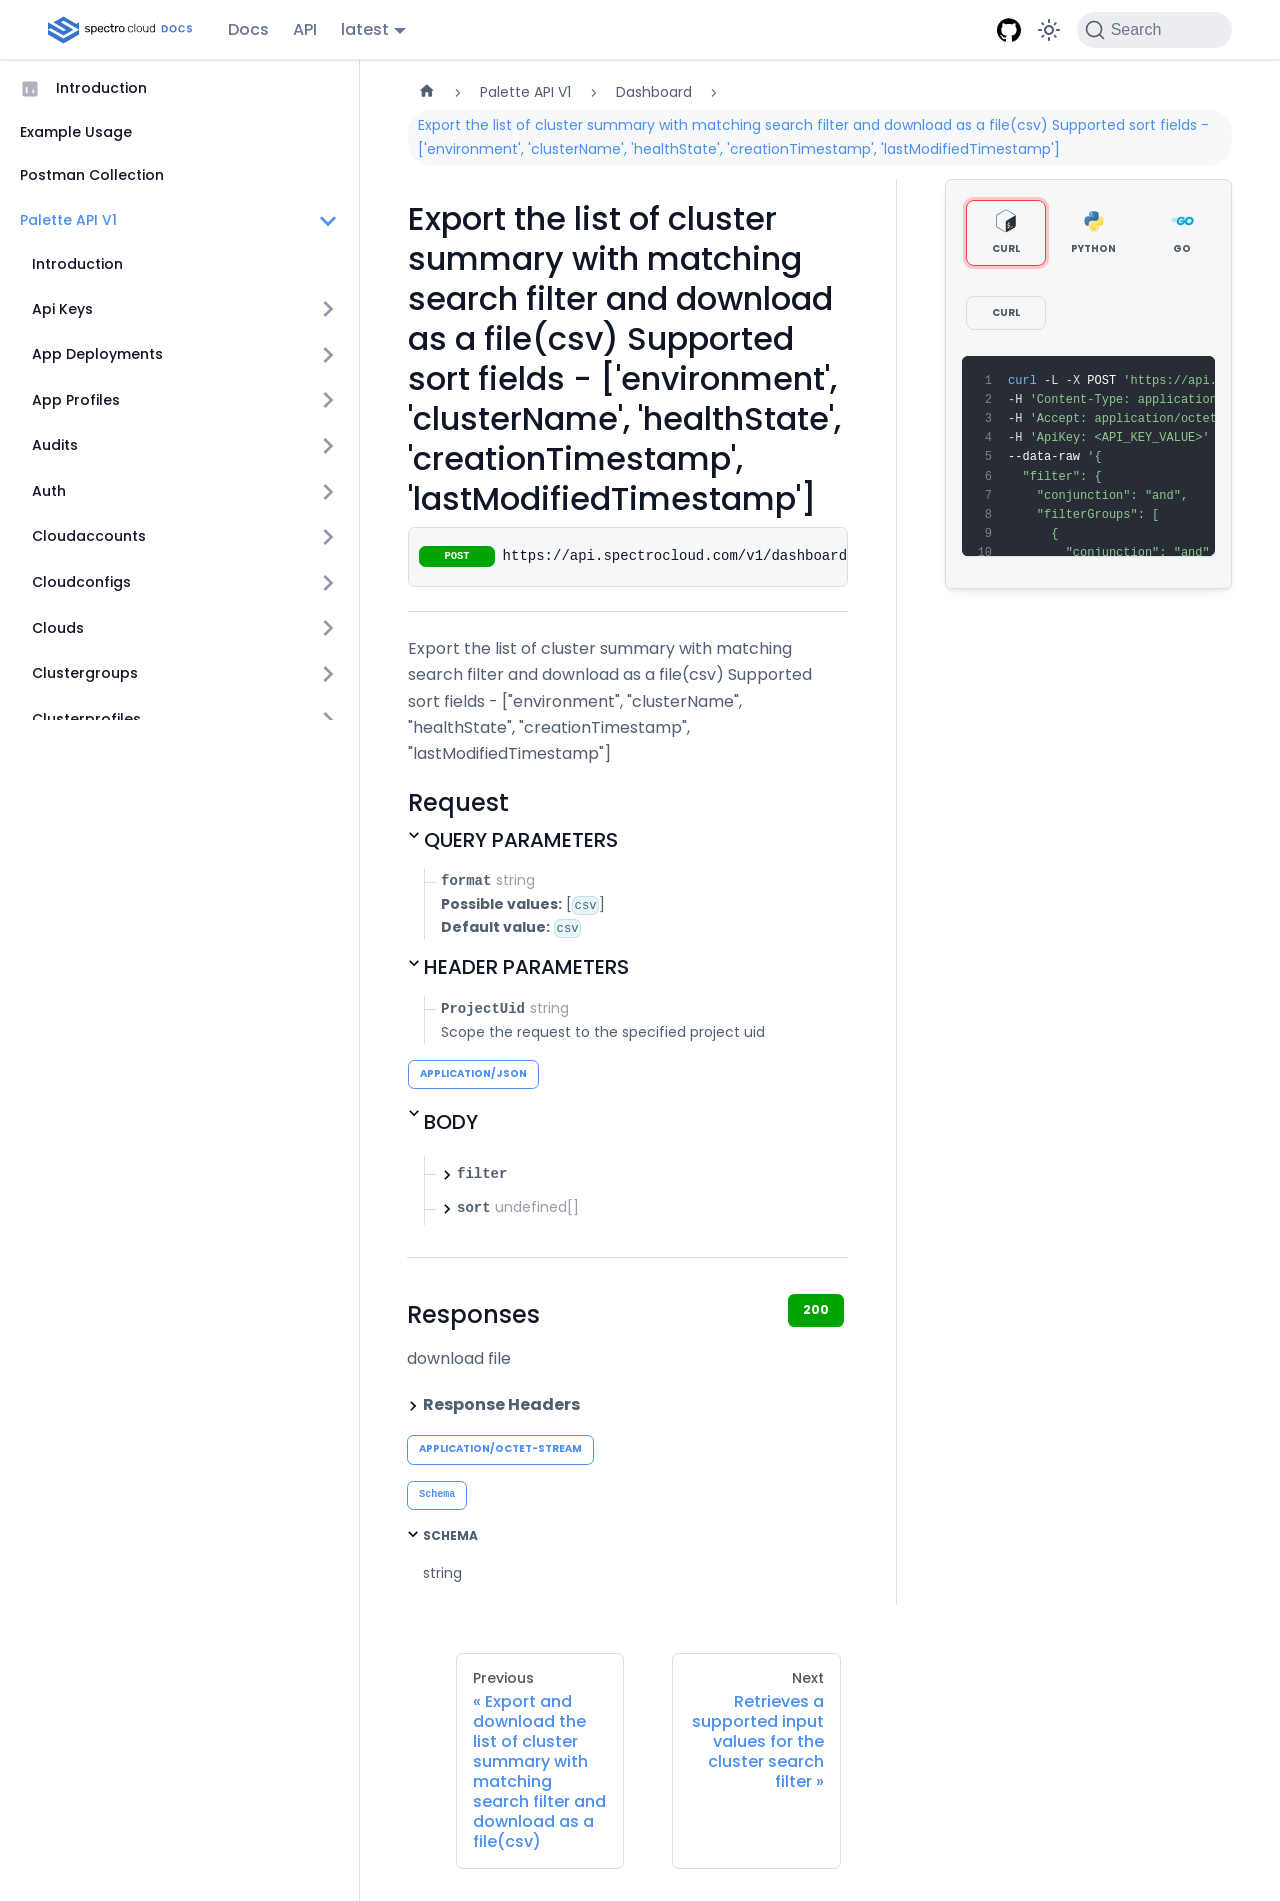 spectro cloud DOCS
Docs
API
latest
Search
Introduction
Example Usage
Postman Collection
Palette API V1
Introduction
Api Keys
App Deployments
App Profiles
Audits
Auth
Cloudaccounts
Cloudconfigs
Clouds
Clustergroups
Clusterprofiles
Palette API V1
Dashboard
Export the list of cluster summary with matching search filter and download as a file(csv) Supported sort fields -
['environment', 'clusterName', 'healthState', 'creationTimestamp', 'lastModifiedTimestamp']
Export the list of cluster
summary with matching
search filter and download
as a file(csv) Supported
sort fields - ['environment',
'clusterName', 'healthState',
'creationTimestamp',
'lastModifiedTimestamp']
POST https://api.spectrocloud.com/v1/dashboard
Export the list of cluster summary with matching
search filter and download as a file(csv) Supported
sort fields - ["environment", "clusterName",
"healthState", "creationTimestamp",
"lastModifiedTimestamp"]
Request
QUERY PARAMETERS
format string
Possible values: [csv]
Default value: csv
HEADER PARAMETERS
ProjectUid string
Scope the request to the specified project uid
APPLICATION/JSON
BODY
filter
sort undefined[]
Responses
200
download file
Response Headers
APPLICATION/OCTET-STREAM
Schema
SCHEMA
string
CURL
PYTHON
GO
GO
CURL
1 curl -L -X POST 'https://api.
2 -H 'Content-Type: application
3 -H 'Accept: application/octet
4 -H 'ApiKey: <API_KEY_VALUE>'
5 --data-raw '{
6 "filter": {
7 "conjunction": "and",
8 "filterGroups": [
9 {
10 "conjunction": "and"
Previous
« Export and
download the
list of cluster
summary with
matching
search filter and
download as a
file(csv)
Next
Retrieves a
supported input
values for the
cluster search
filter »